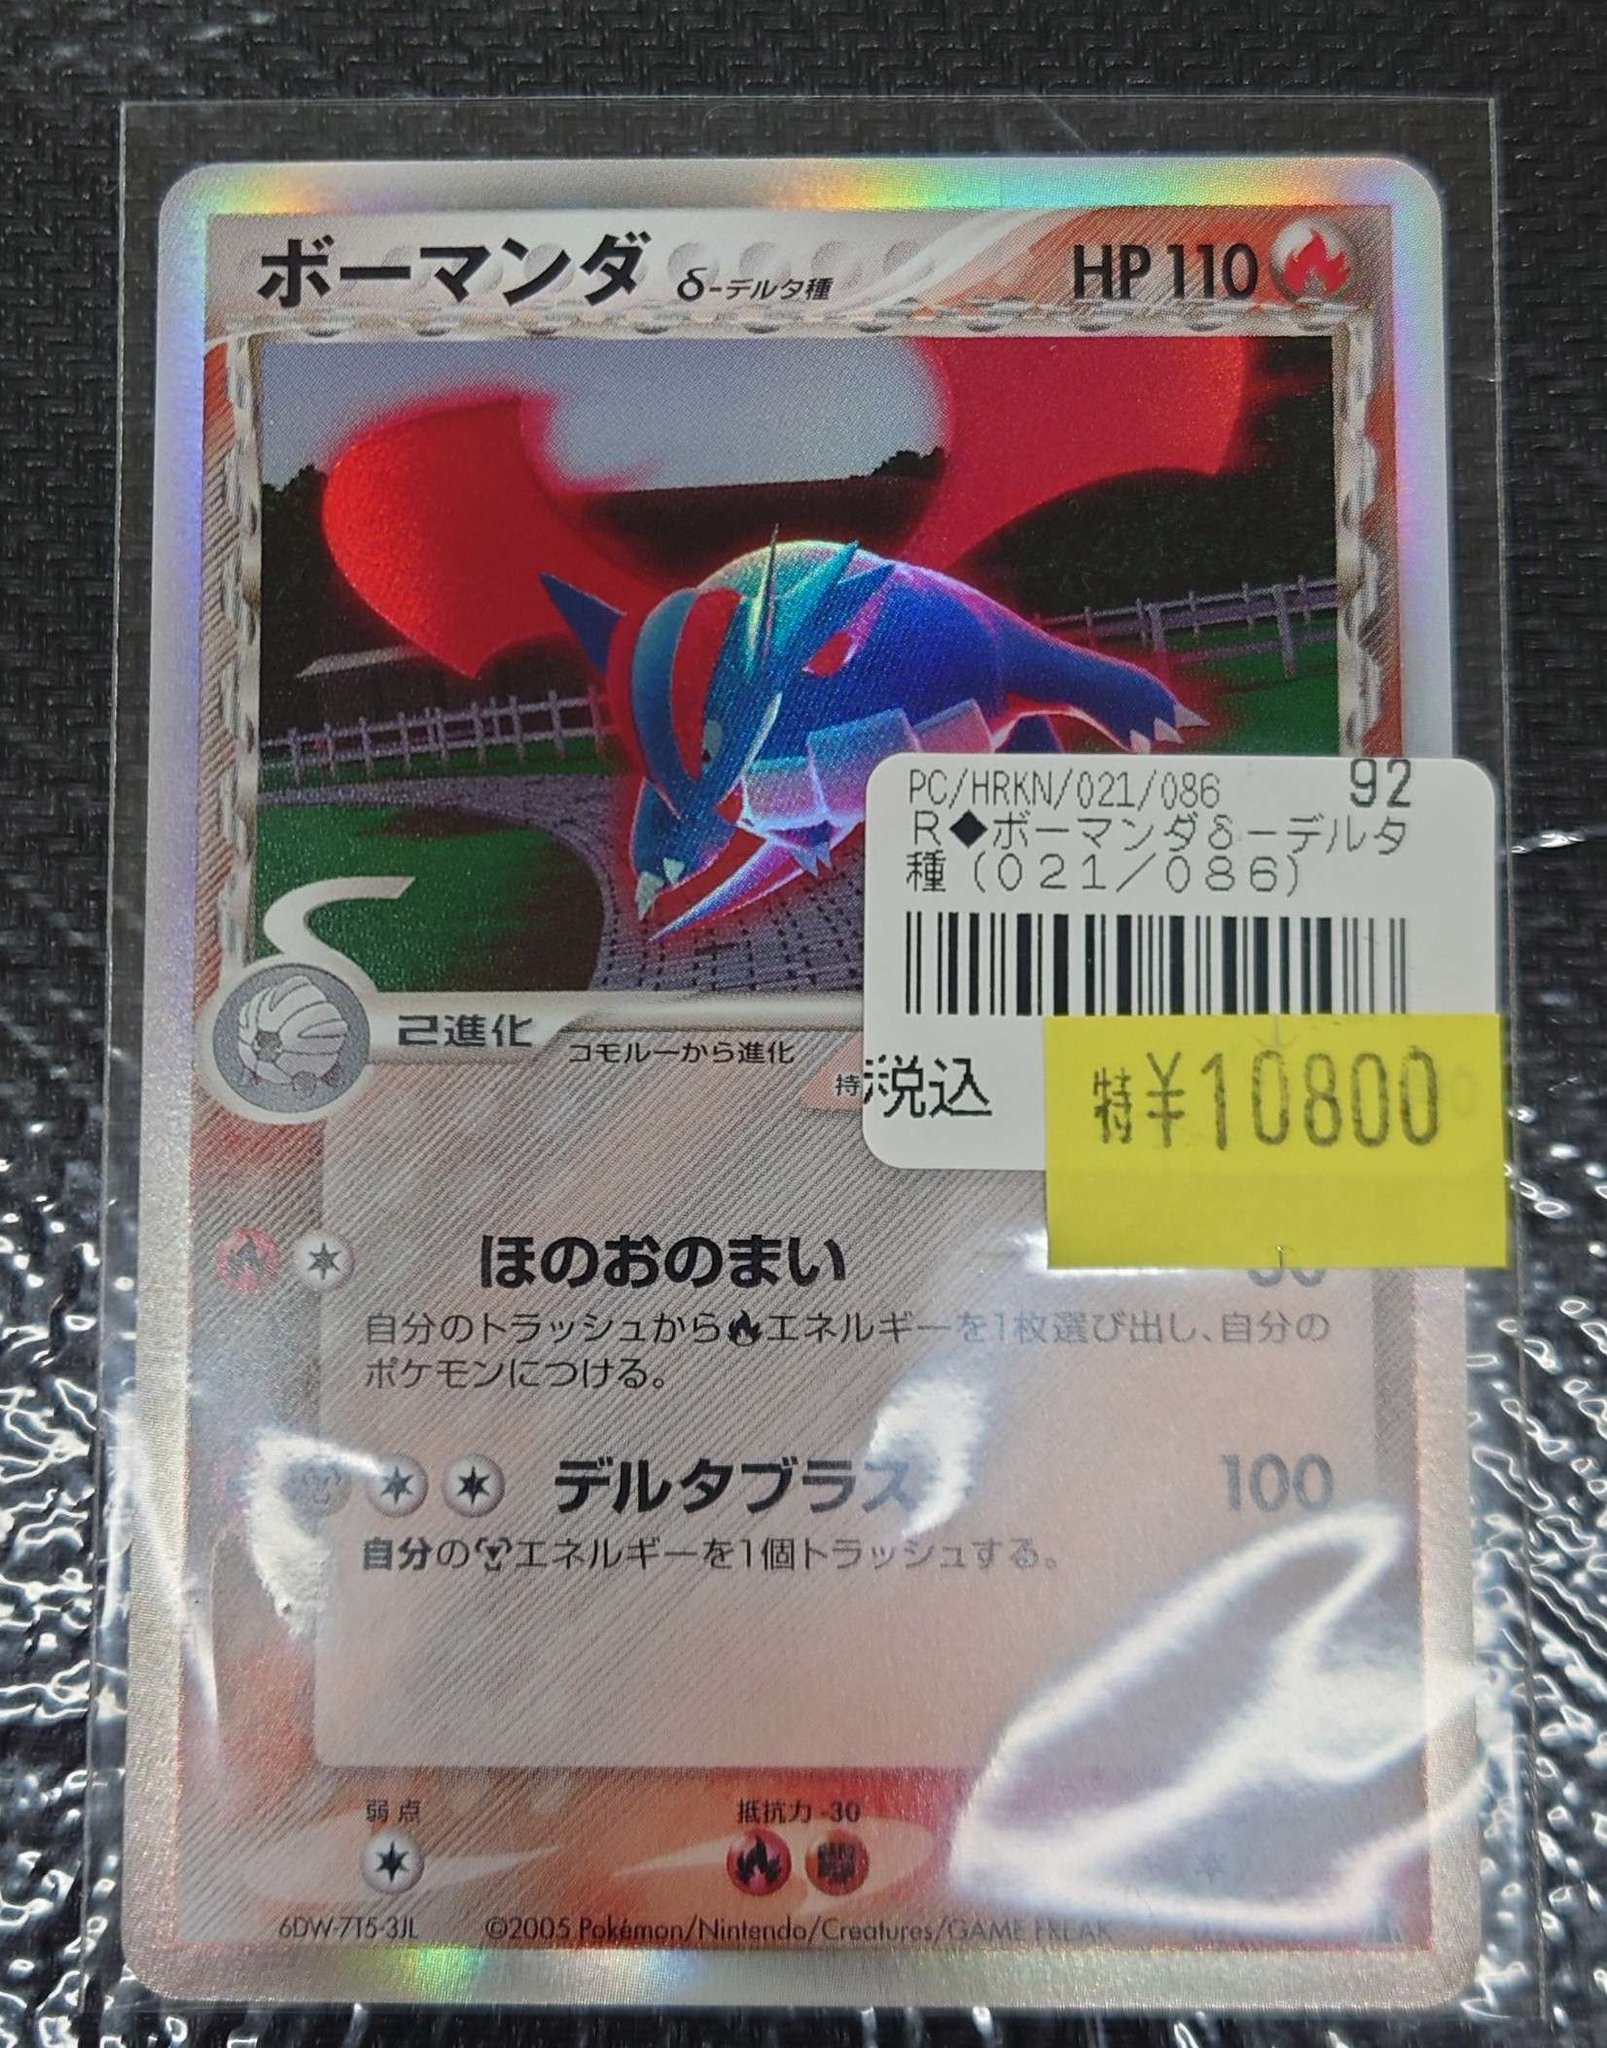 ボーマンダ δ-デルタ種 HP 110
PC/HRKN/021/086 92
R◆ボーマンダδーデルタ
種(021/086)
2進化 コモルーから進化
持
税込
特¥10800
ほのおのまい
自分のトラッシュからエネルギーを1枚選び出し、自分の
ポケモンにつける。
デルタブラス 100
自分のエネルギーを1個トラッシュする。
弱点 抵抗力 -30
6DW-7T5-3JL ©2005 Pokémon/Nintendo/Creatures/GAME FREAK